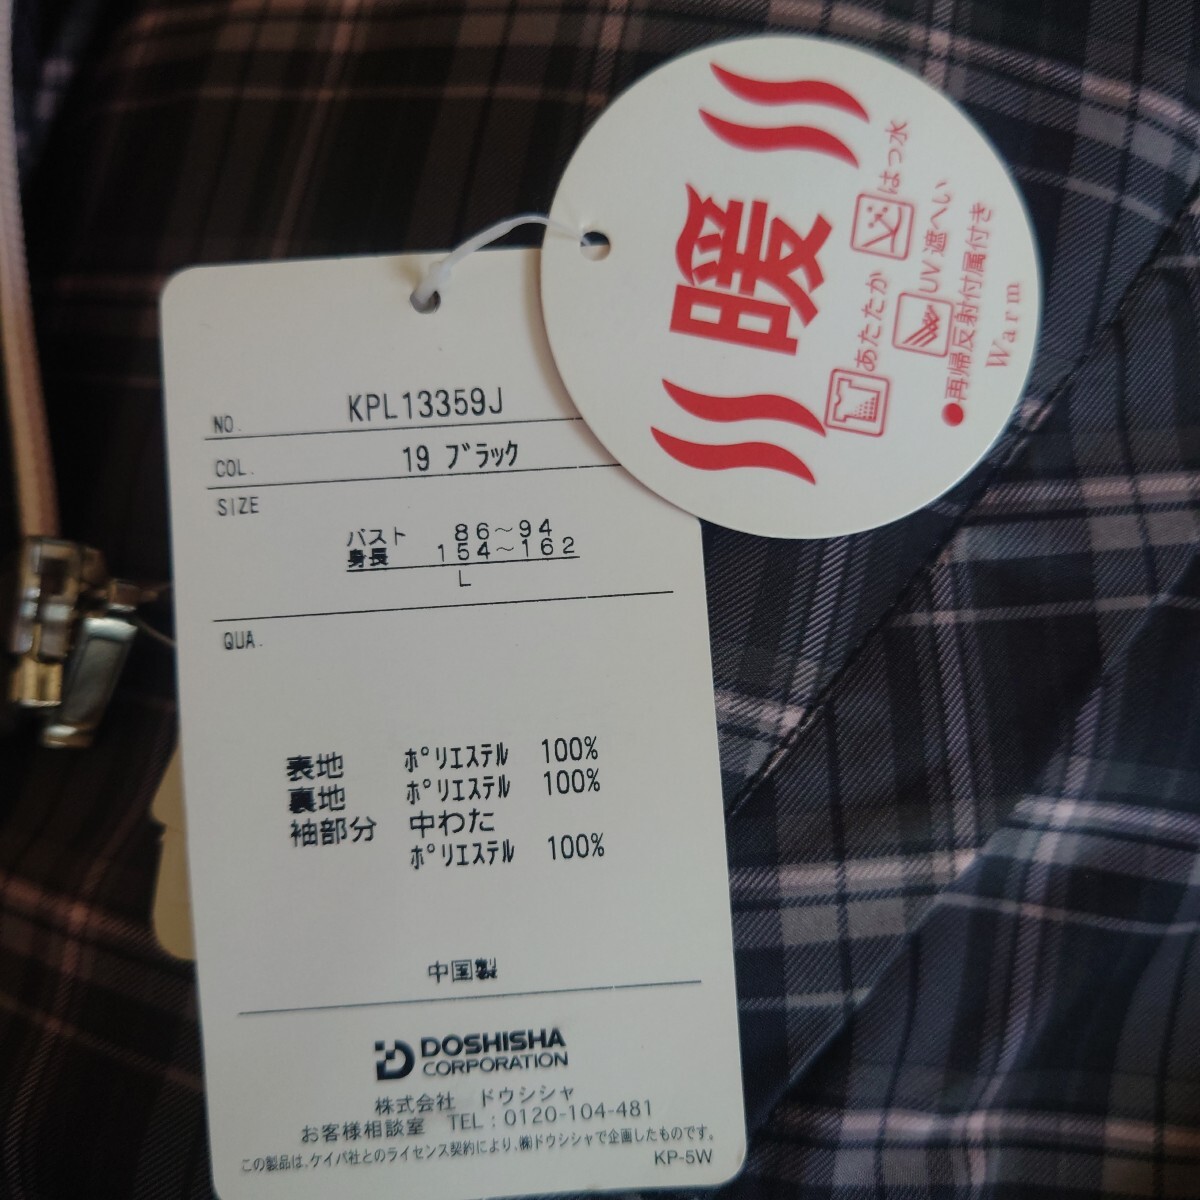 暖
あたたか
はっ水
UV遮へい
●再帰反射付属付き
Warm
NO. KPL13359J
COL. 19 ブラック
SIZE
バスト 86〜94
身長 154〜162
L
QUA.
表地 ポリエステル 100%
裏地 ポリエステル 100%
袖部分 中わた
ポリエステル 100%
中国製
DOSHISHA
CORPORATION
株式会社 ドウシシャ
お客様相談室 TEL:0120-104-481
この製品は、ケイパ社とのライセンス契約により、㈱ドウシシャで企画したものです。
KP-5W